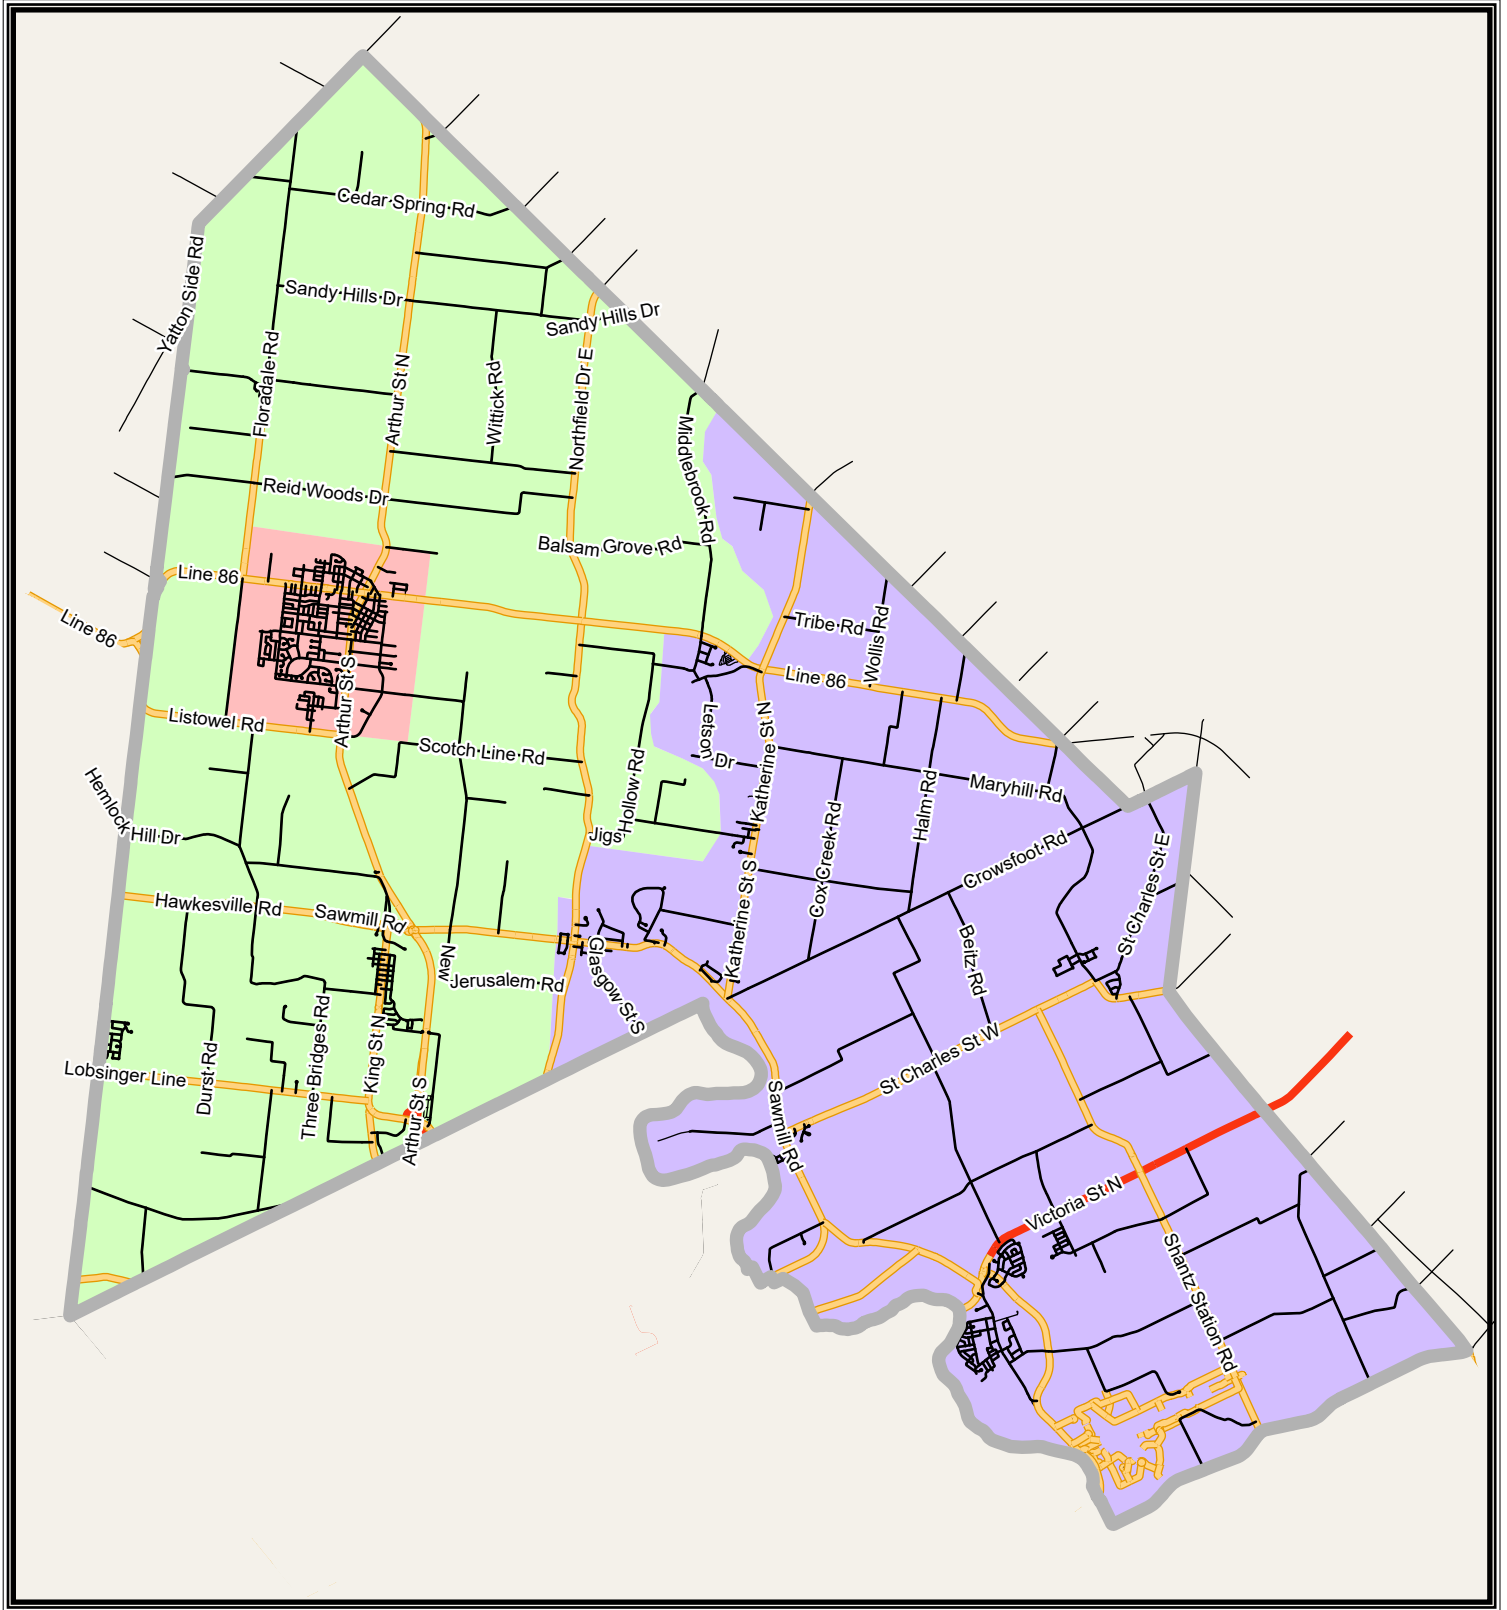 Cedar Spring Rd
Yatton Side Rd
Sandy Hills Dr
Sandy Hills Dr
Floradale Rd
Arthur St N
Wittick Rd
Northfield Dr E
Middlebrook Rd
Reid Woods Dr
Balsam Grove Rd
Line 86
Line 86
Tribe Rd
Wollis Rd
Line 86
Arthur St S
Listowel Rd
Scotch Line Rd
Letson Dr
Katherine St N
Hollow Rd
Maryhill Rd
Halm Rd
Hemlock Hill Dr
Jigs
Cox Creek Rd
Crowsfoot Rd
St Charles St E
Katherine St S
Hawkesville Rd
Sawmill Rd
New Jerusalem Rd
Glasgow St S
Beitz Rd
Three Bridges Rd
King St N
Durst Rd
Lobsinger Line
Arthur St S
St Charles St W
Sawmill Rd
Victoria St N
Shantz Station Rd